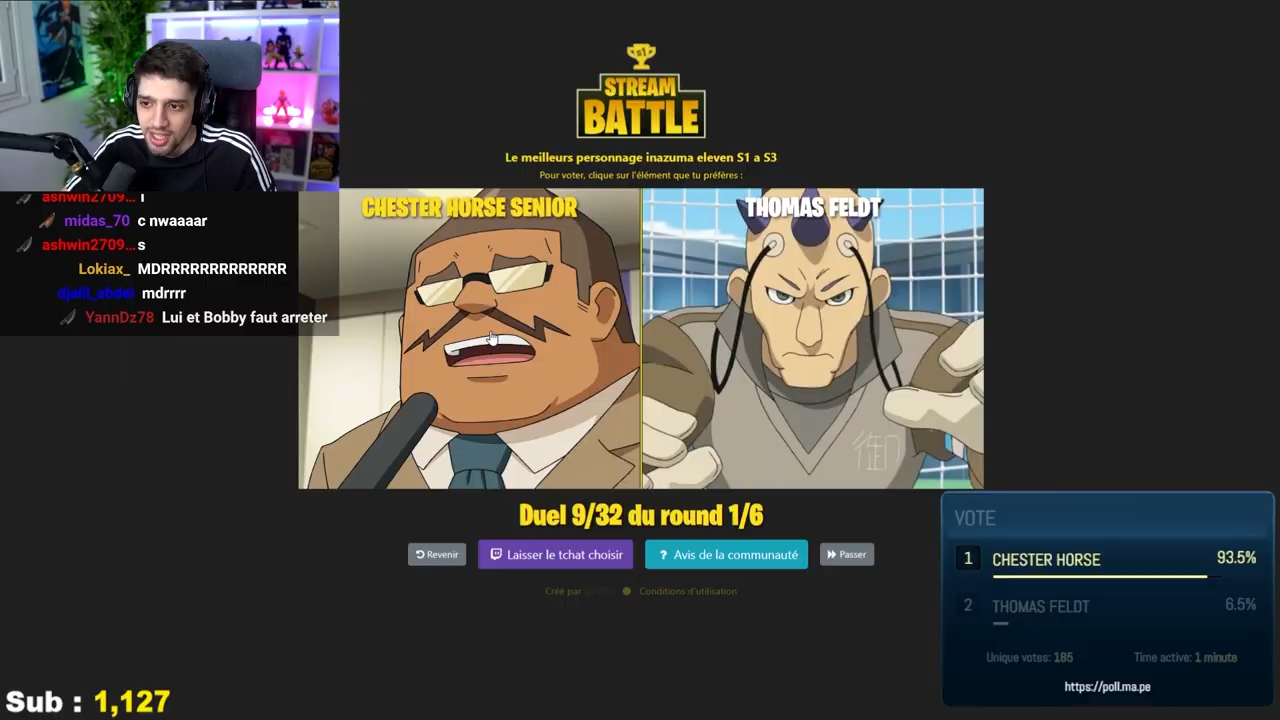 STREAM
BATTLE
Le meilleurs personnage inazuma eleven S1 a S3
Pour voter, clique sur l'élément que tu préfères :
ashwin2709...
midas_70 c nwaaaar
ashwin2709... s
Lokiax_ MDRRRRRRRRRRRRR
djalil_abdel mdrrrr
YannDz78 Lui et Bobby faut arreter
CHESTER HORSE SENIOR
THOMAS FELDT
御
Duel 9/32 du round 1/6
Revenir
Laisser le tchat choisir
? Avis de la communauté
Passer
Créé par
Conditions d'utilisation
VOTE
1 CHESTER HORSE 93.5%
2 THOMAS FELDT 6.5%
Unique votes: 185 Time active: 1 minute
https://poll.ma.pe
Sub : 1,127